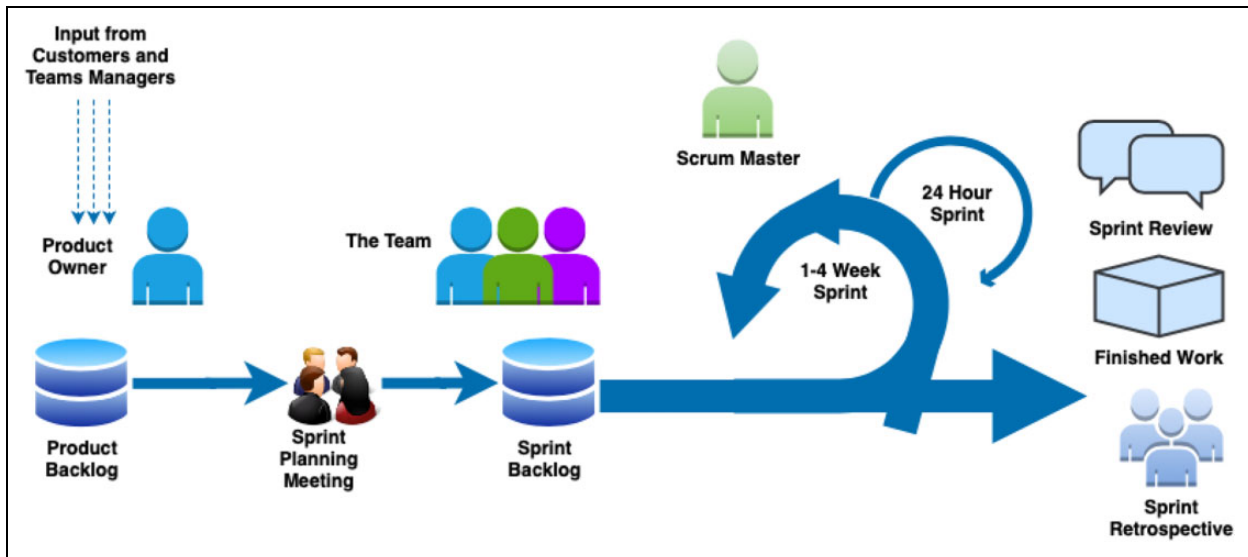 Input from
Customers and
Teams Managers
Product
Owner
The Team
Scrum Master
24 Hour
Sprint
1-4 Week
Sprint
Sprint Review
Finished Work
Product
Backlog
Sprint
Planning
Meeting
Sprint
Backlog
Sprint
Retrospective